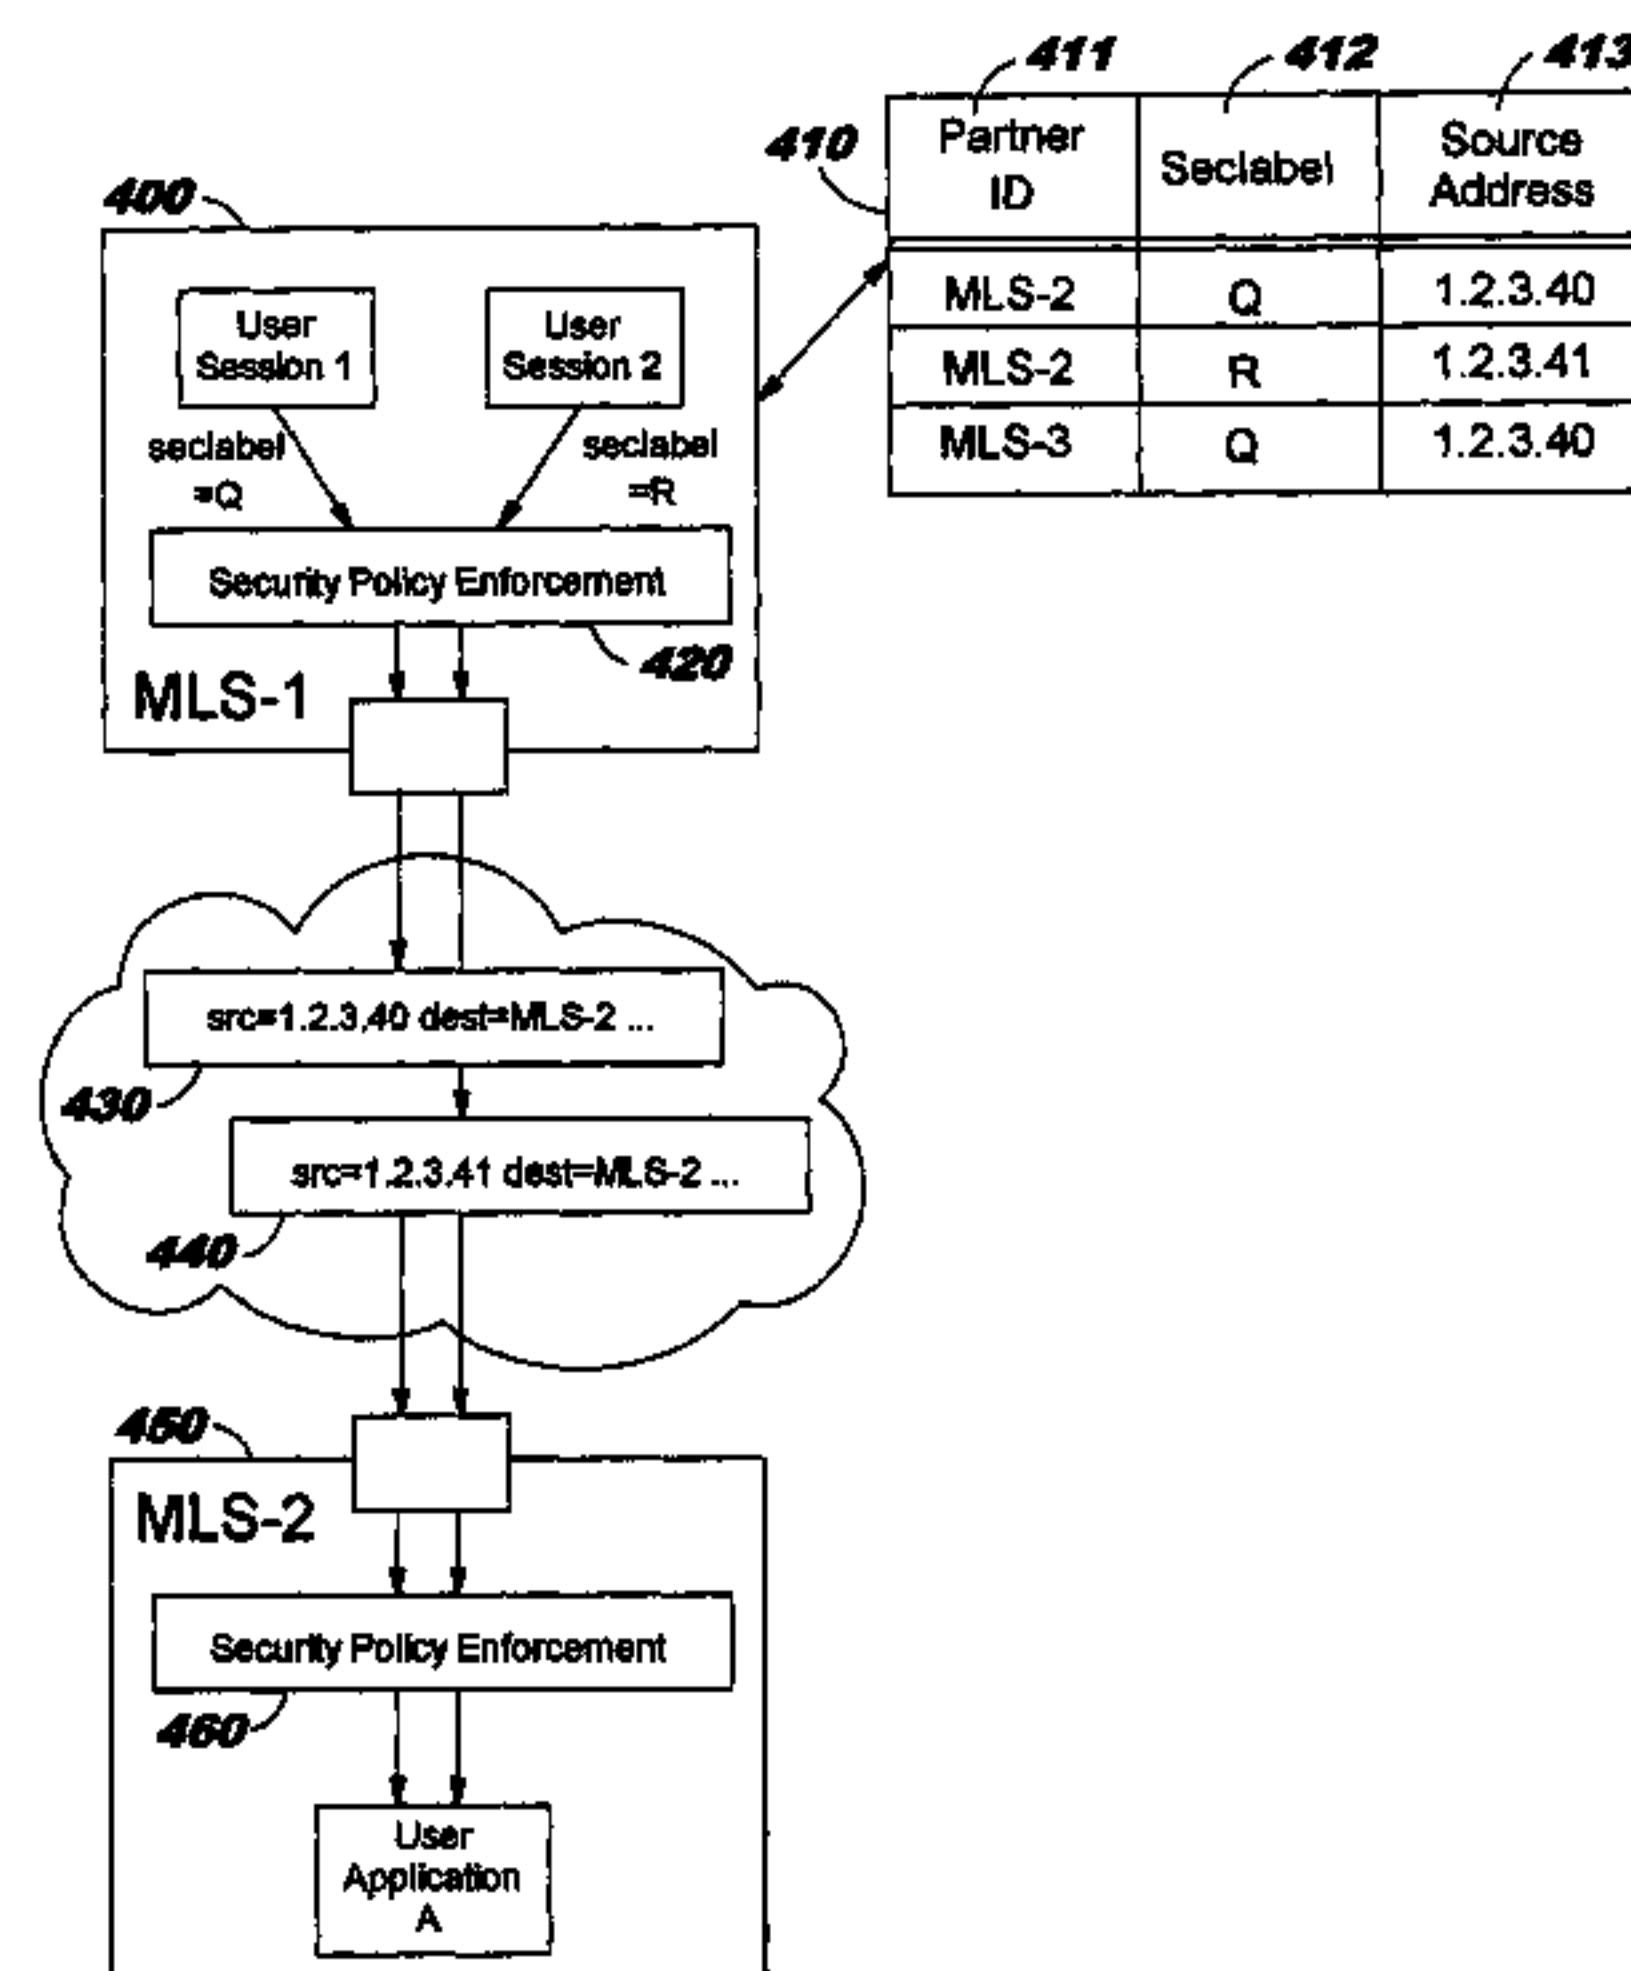 411
412
413
410
Partner
ID
Seclabel
Source
Address
MLS-2
Q
1.2.3.40
MLS-2
R
1.2.3.41
MLS-3
Q
1.2.3.40
400
User
Session 1
User
Session 2
seclabel
=Q
seclabel
=R
Security Policy Enforcement
420
MLS-1
src=1.2.3.40 dest=MLS-2 ...
430
src=1.2.3.41 dest=MLS-2 ...
440
450
MLS-2
Security Policy Enforcement
460
User
Application
A